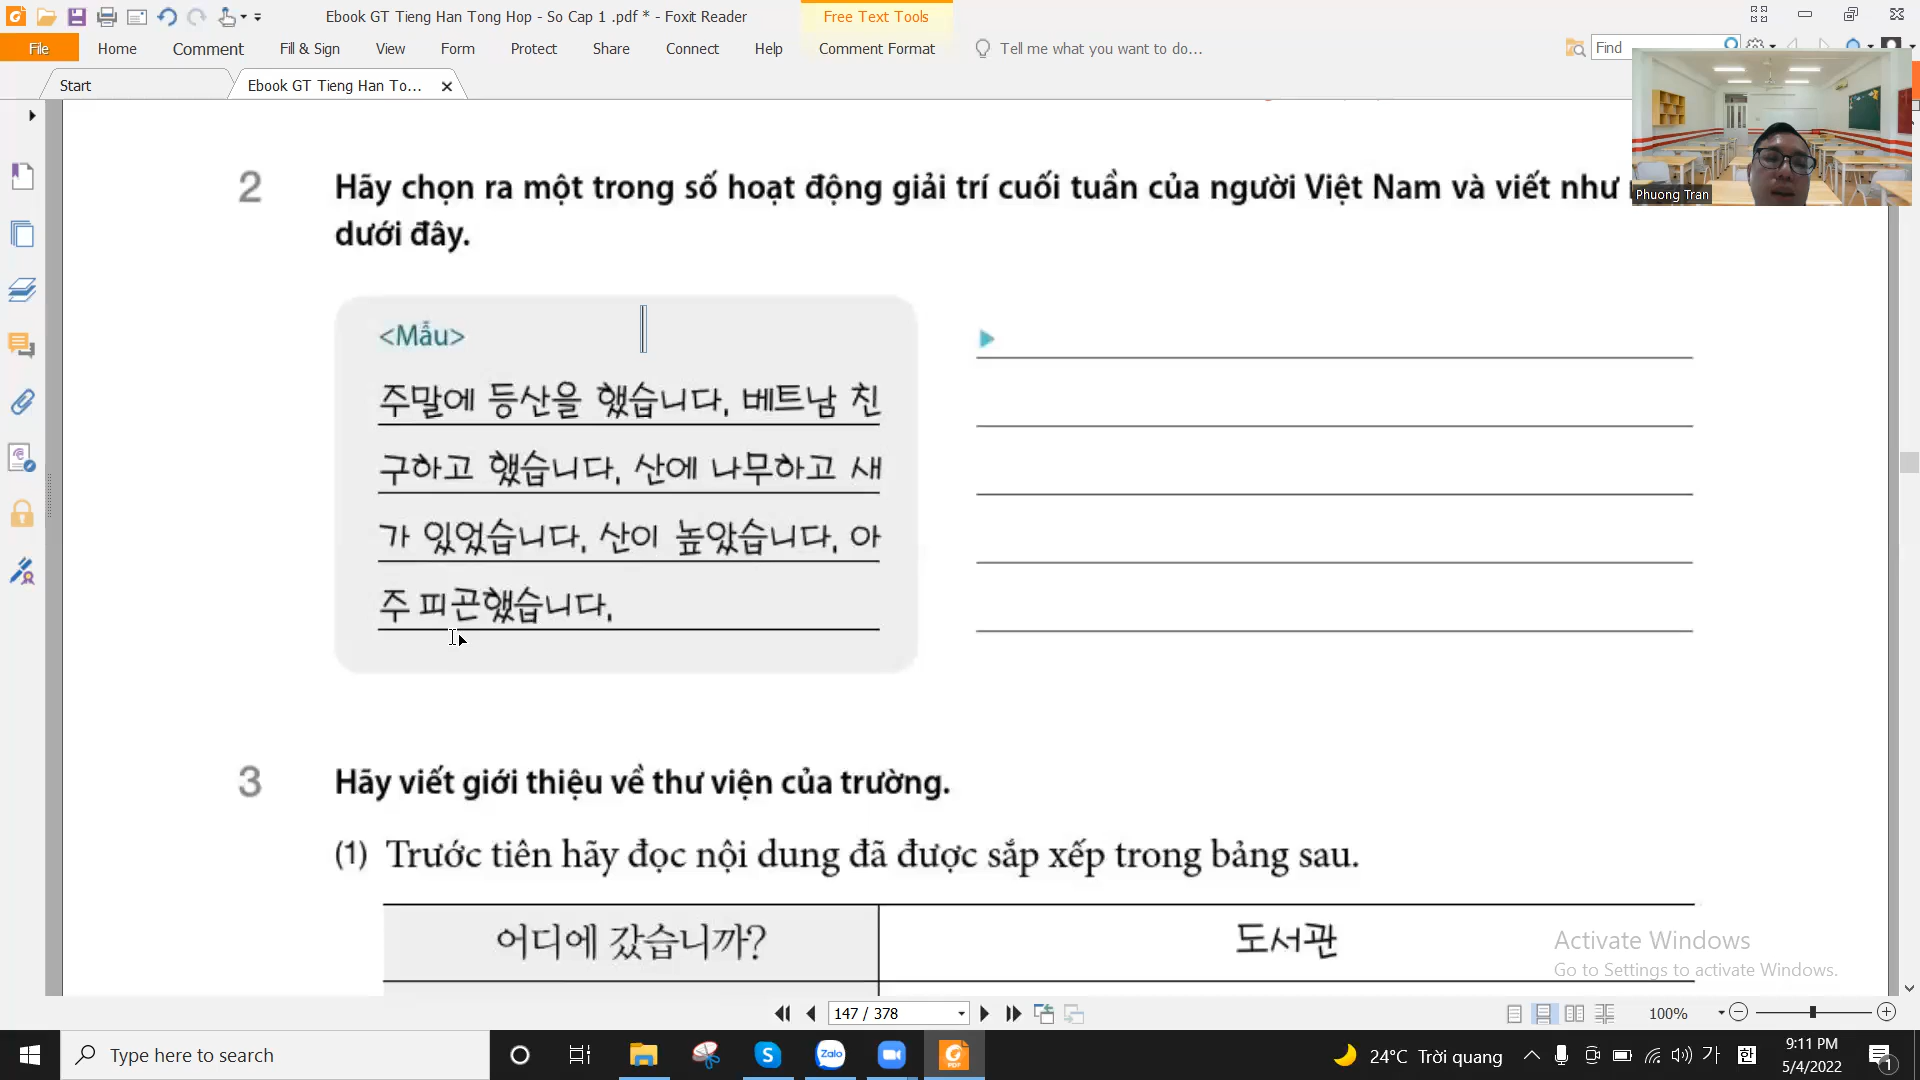 Ebook GT Tieng Han Tong Hop - So Cap 1 .pdf * - Foxit Reader
Free Text Tools
File
Home
Comment
Fill & Sign
View
Form
Protect
Share
Connect
Help
Comment Format
Tell me what you want to do...
Find
Start
Ebook GT Tieng Han To...
Phuong Tran
2 Hãy chọn ra một trong số hoạt động giải trí cuối tuần của người Việt Nam và viết như
dưới đây.
<Mẫu>
주말에 등산을 했습니다. 베트남 친
구하고 했습니다. 산에 나무하고 새
가 있었습니다. 산이 높았습니다. 아
주 피곤했습니다.
3 Hãy viết giới thiệu về thư viện của trường.
(1) Trước tiên hãy đọc nội dung đã được sắp xếp trong bảng sau.
어디에 갔습니까?
도서관
Activate Windows
Go to Settings to activate Windows.
147 / 378
100%
Type here to search
Zalo
PDF
24°C Trời quang
가
한
9:11 PM
5/4/2022
1